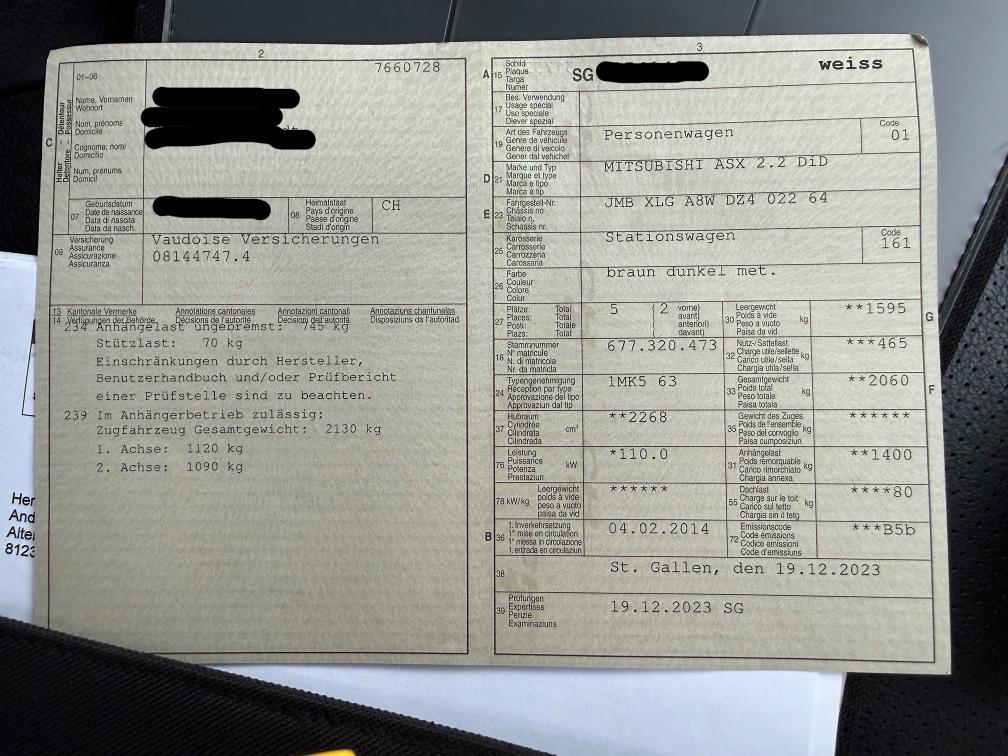 2
7660728
01-06
Name, Vornamen
Wohnort
Nom, prénoms
Domicile
Cognome, nomi
Domicilio
Num, prenums
Domicil
C
Halter – Détenteur
Detentore – Possessur
07
Geburtsdatum
Date de naissance
Data di nascita
Data da nasch.
08
Heimatstaat
Pays d'origine
Paese d'origine
Stadi d'origin
CH
09
Versicherung
Assurance
Assicurazione
Assicuranza
Vaudoise Versicherungen
08144747.4
13 Kantonale Vermerke Annotations cantonales Annotazioni cantonali Annotaziuns chantunalas
14 Verfügungen der Behörde Décisions de l'autorité Decisioni dell'autorità Disposiziuns da l'autoritad
234 Anhängelast ungebremst: 745 kg
Stützlast: 70 kg
Einschränkungen durch Hersteller,
Benutzerhandbuch und/oder Prüfbericht
einer Prüfstelle sind zu beachten.
239 Im Anhängerbetrieb zulässig:
Zugfahrzeug Gesamtgewicht: 2130 kg
1. Achse: 1120 kg
2. Achse: 1090 kg
3
A
15
Schild
Plaque
Targa
Numer
SG
weiss
17
Bes. Verwendung
Usage spécial
Uso speciale
Diever spezial
19
Art des Fahrzeugs
Genre de véhicule
Genere di veicolo
Gener dal vehichel
Personenwagen
Code
01
D
21
Marke und Typ
Marque et type
Marca e tipo
Marca e tip
MITSUBISHI ASX 2.2 DiD
E
23
Fahrgestell-Nr.
Châssis no
Telaio n.
Schassis nr.
JMB XLG A8W DZ4 022 64
25
Karosserie
Carrosserie
Carrozzeria
Carossaria
Stationswagen
Code
161
26
Farbe
Couleur
Colore
Colur
braun dunkel met.
27
Plätze: Total
Places: Total
Posti: Totale
Plazs: Total
5
(2
vorne)
avant)
anteriori)
davant)
30
Leergewicht
Poids à vide
Peso a vuoto
Paisa da vid
kg
**1595
G
18
Stammnummer
N° matricule
N. di matricola
Nr. da matricla
677.320.473
32
Nutz-/Sattellast
Charge utile/sellette
Carico utile/sella
Chargia utila/sella
kg
***465
24
Typengenehmigung
Réception par type
Approvazione del tipo
Approvaziun dal tip
1MK5 63
33
Gesamtgewicht
Poids total
Peso totale
Paisa totala
kg
**2060
F
37
Hubraum
Cylindrée
Cilindrata
Cilindrada
cm³
**2268
35
Gewicht des Zuges
Poids de l'ensemble
Peso del convoglio
Paisa cumposiziun
kg
******
76
Leistung
Puissance
Potenza
Prestaziun
kW
*110.0
31
Anhängelast
Poids remorquable
Carico rimorchiato
Chargia annexa
kg
**1400
78 kW/kg
Leergewicht
poids à vide
peso a vuoto
paisa da vid
******
55
Dachlast
Charge sur le toit
Carico sul tetto
Chargia sin il tetg
kg
****80
B
36
1. Inverkehrsetzung
1re mise en circulation
1a messa in circolazione
1. entrada en circulaziun
04.02.2014
72
Emissionscode
Code émissions
Codice emissioni
Code d'emissiuns
***B5b
38
St. Gallen, den 19.12.2023
39
Prüfungen
Expertises
Perizie
Examinaziuns
19.12.2023 SG
Her
And
Alte
8123